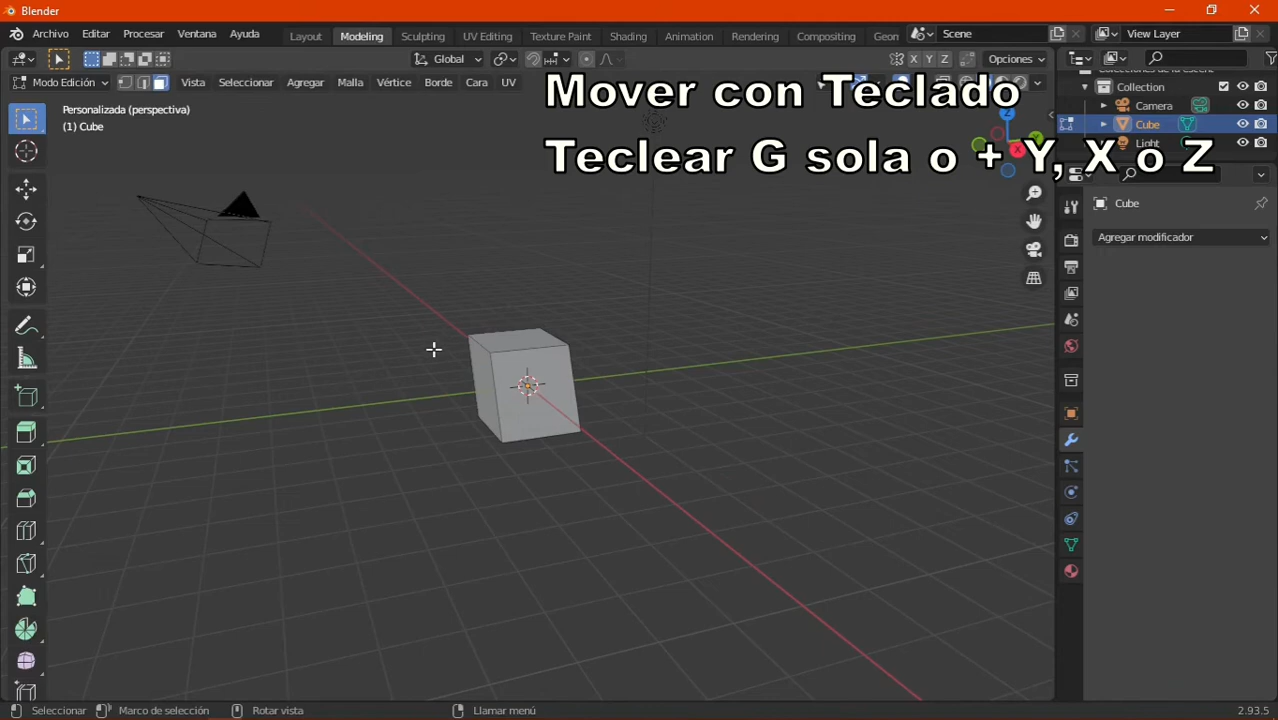 Blender
Archivo Editar Procesar Ventana Ayuda Layout Modeling Sculpting UV Editing Texture Paint Shading Animation Rendering Compositing Geon Scene View Layer
Global X Y Z Opciones
Modo Edición Vista Seleccionar Agregar Malla Vértice Borde Cara UV
Mover con Teclado
Teclear G sola o + Y, X o Z
Personalizada (perspectiva)
(1) Cube
Z
X
Collection
Camera
Cube
Light
Cube
Agregar modificador
Seleccionar Marco de selección Rotar vista Llamar menú 2.93.5